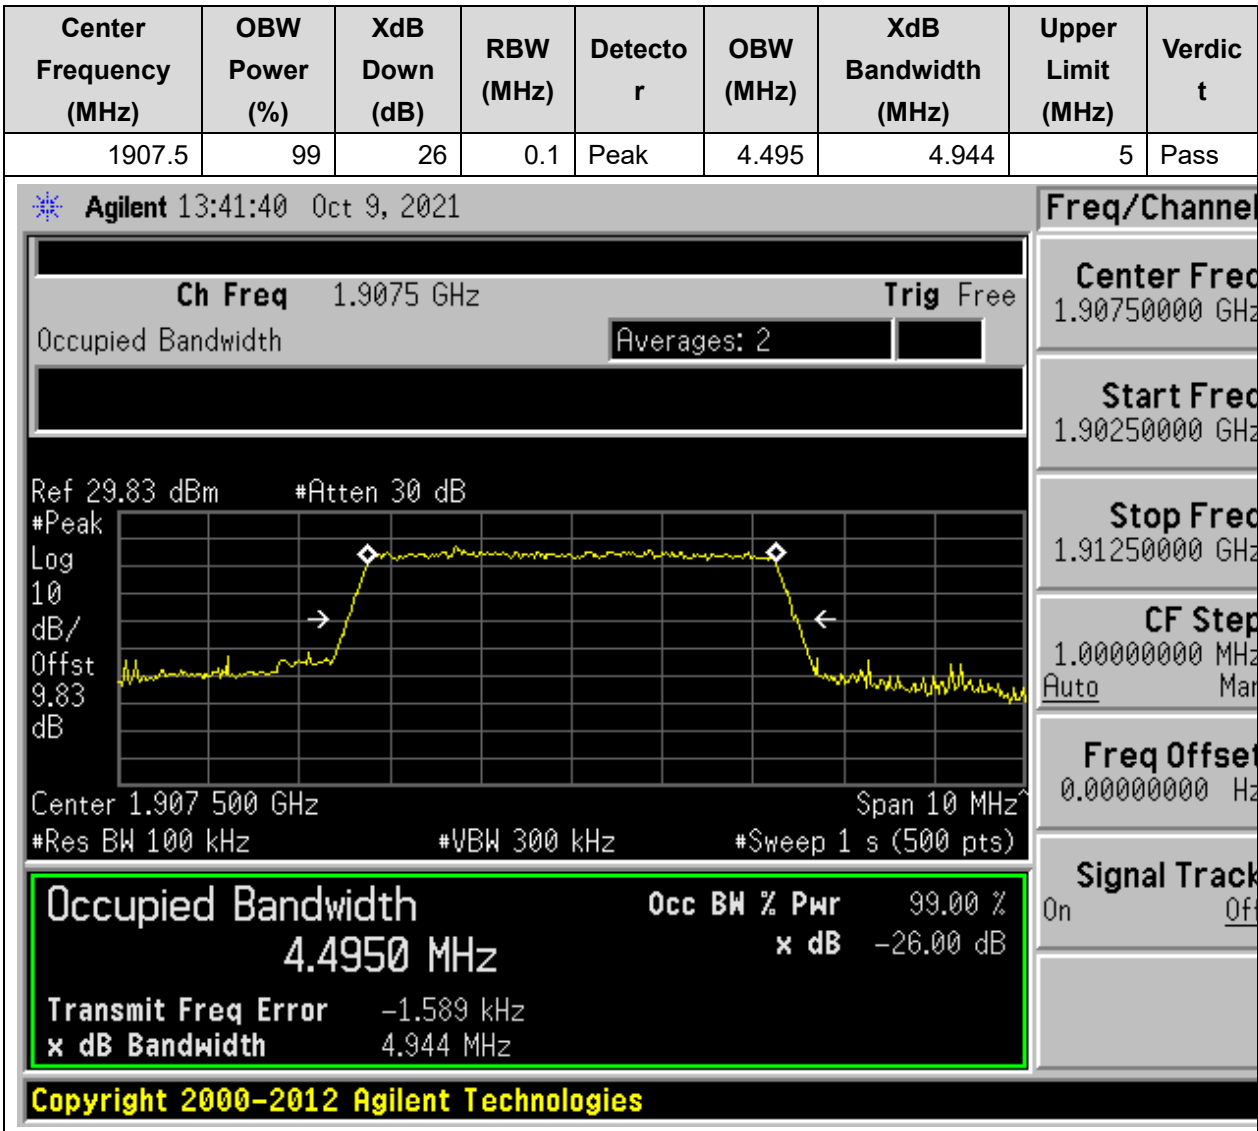 Center Frequency (MHz) OBW Power (%) XdB Down (dB) RBW (MHz) Detector OBW (MHz) XdB Bandwidth (MHz) Upper Limit (MHz) Verdict
1907.5 99 26 0.1 Peak 4.495 4.944 5 Pass
Agilent 13:41:40 Oct 9, 2021
Freq/Channel
Ch Freq 1.9075 GHz Trig Free
Occupied Bandwidth Averages: 2
Center Freq
1.90750000 GHz
Start Freq
1.90250000 GHz
Stop Freq
1.91250000 GHz
CF Step
1.00000000 MHz
Auto Man
Freq Offset
0.00000000 Hz
Signal Track
On Off
Ref 29.83 dBm #Atten 30 dB
#Peak
Log
10
dB/
Offst
9.83
dB
Center 1.907 500 GHz Span 10 MHz^
#Res BW 100 kHz #VBW 300 kHz #Sweep 1 s (500 pts)
Occupied Bandwidth Occ BW % Pwr 99.00 %
4.4950 MHz x dB -26.00 dB
Transmit Freq Error -1.589 kHz
x dB Bandwidth 4.944 MHz
Copyright 2000-2012 Agilent Technologies